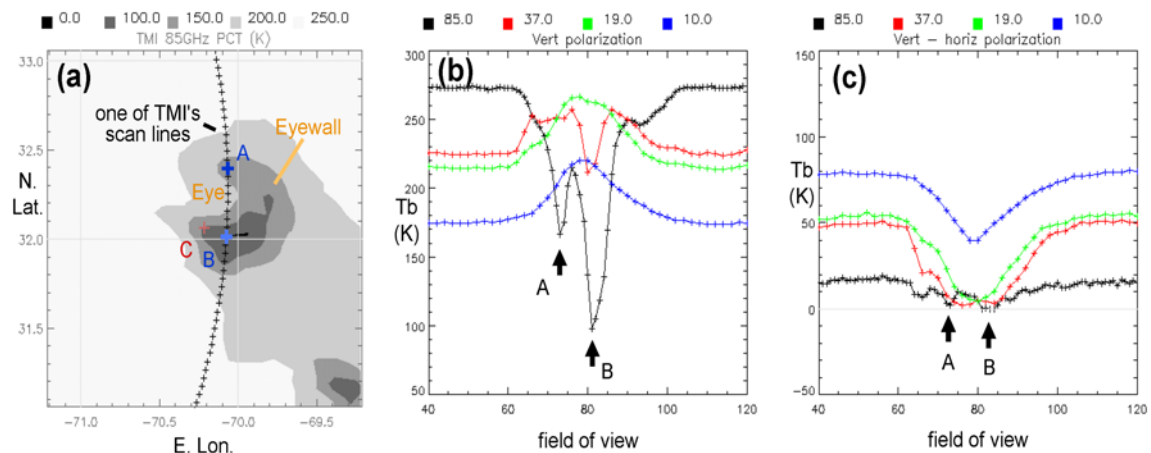 0.0 100.0 150.0 200.0 250.0
TMI 85GHz PCT (K)
(a)
33.0
one of TMI's
scan lines
Eyewall
32.5
A
N.
Lat.
Eye
32.0
C
B
31.5
−71.0 −70.5 −70.0 −69.5
E. Lon.
85.0 37.0 19.0 10.0
Vert polarization
(b)
300
250
200
Tb
(K)
150
A
100
B
50
40 60 80 100 120
field of view
85.0 37.0 19.0 10.0
Vert − horiz polarization
(c)
150
100
Tb
(K)
50
0
A B
−50
40 60 80 100 120
field of view